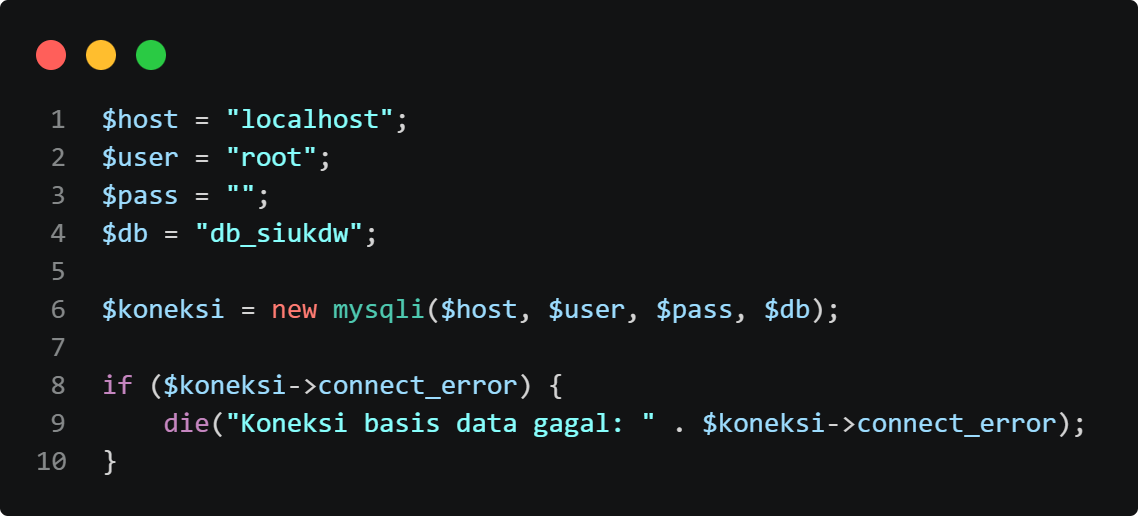 1 $host = "localhost";
2 $user = "root";
3 $pass = "";
4 $db = "db_siukdw";
5
6 $koneksi = new mysqli($host, $user, $pass, $db);
7
8 if ($koneksi->connect_error) {
9     die("Koneksi basis data gagal: " . $koneksi->connect_error);
10 }